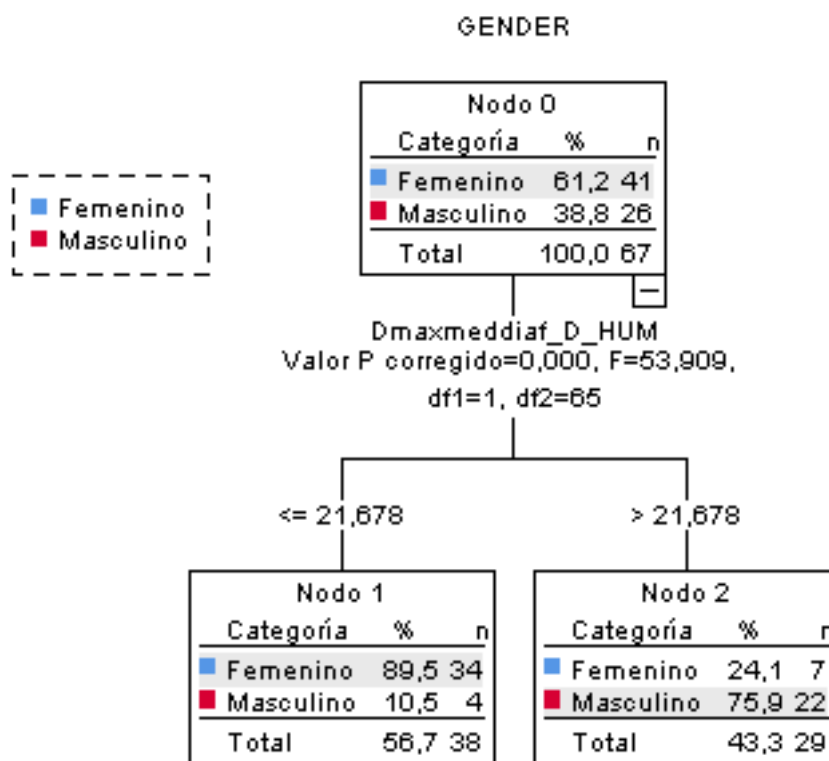 GENDER
Nodo 0
Categoría % n
Femenino 61,2 41
Masculino 38,8 26
Total 100,0 67
Femenino
Masculino
Dmaxmeddiaf_D_HUM
Valor P corregido=0,000, F=53,909,
df1=1, df2=65
<= 21,678
> 21,678
Nodo 1
Categoría % n
Femenino 89,5 34
Masculino 10,5 4
Total 56,7 38
Nodo 2
Categoría % n
Femenino 24,1 7
Masculino 75,9 22
Total 43,3 29